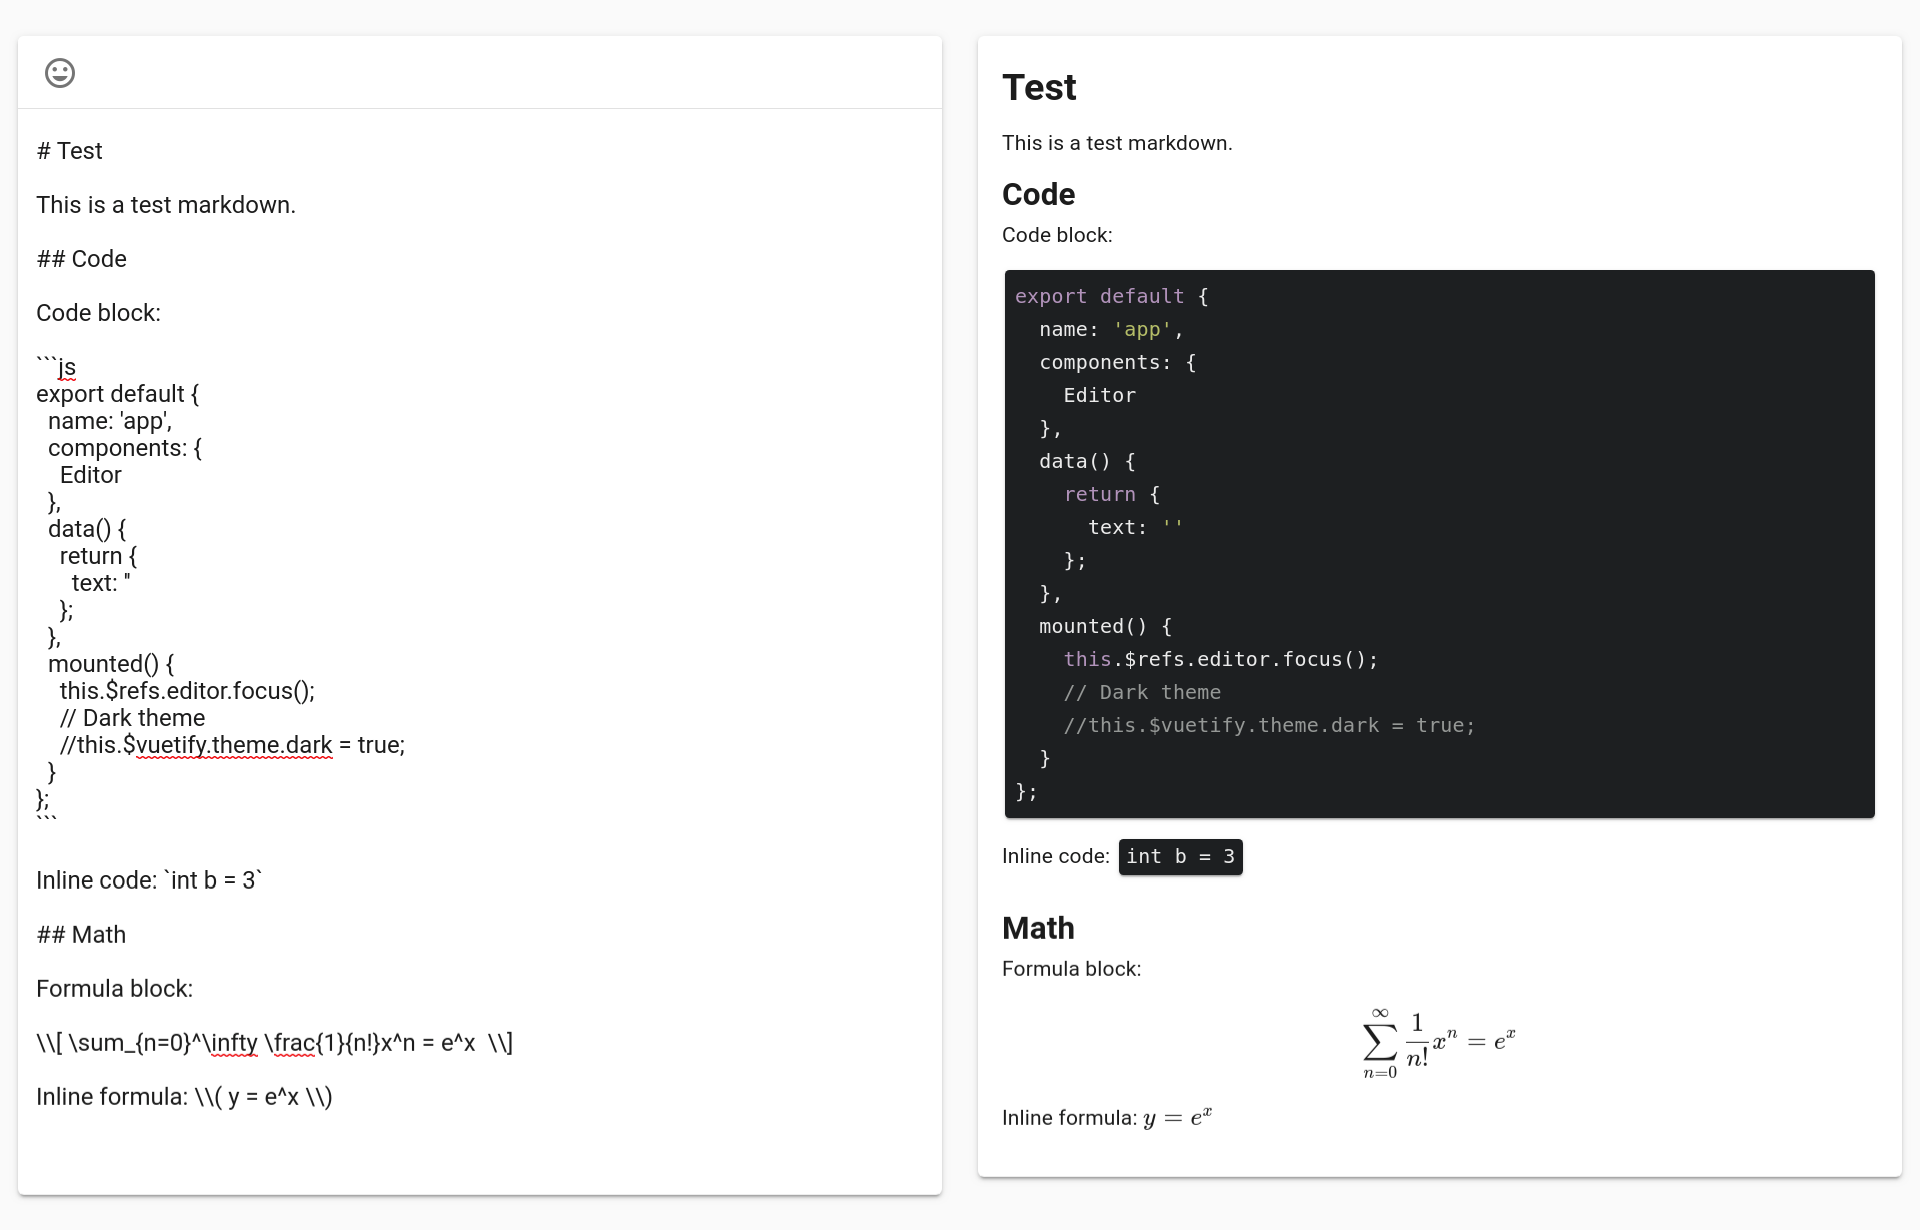 # Test
This is a test markdown.
## Code
Code block:
```js
export default {
  name: 'app',
  components: {
    Editor
  },
  data() {
    return {
      text: ''
    };
  },
  mounted() {
    this.$refs.editor.focus();
    // Dark theme
    //this.$vuetify.theme.dark = true;
  }
};
```
Inline code: `int b = 3`
## Math
Formula block:
\\[ \sum_{n=0}^\infty \frac{1}{n!}x^n = e^x  \\]
Inline formula: \\( y = e^x \\)
Test
This is a test markdown.
Code
Code block:
export default {
  name: 'app',
  components: {
    Editor
  },
  data() {
    return {
      text: ''
    };
  },
  mounted() {
    this.$refs.editor.focus();
    // Dark theme
    //this.$vuetify.theme.dark = true;
  }
};
Inline code: int b = 3
Math
Formula block:
∑_{n=0}^∞ 1/n! xⁿ = eˣ
Inline formula: y = eˣ